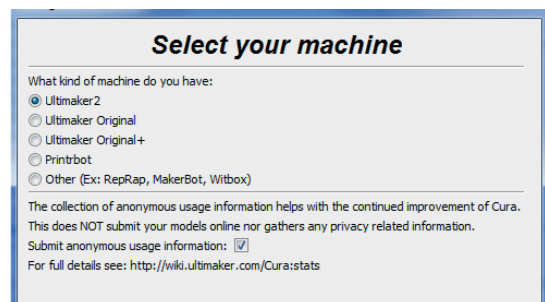 Select your machine
What kind of machine do you have:
Ultimaker2
Ultimaker Original
Ultimaker Original+
Printrbot
Other (Ex: RepRap, MakerBot, Witbox)
The collection of anonymous usage information helps with the continued improvement of Cura.
This does NOT submit your models online nor gathers any privacy related information.
Submit anonymous usage information:
For full details see: http://wiki.ultimaker.com/Cura:stats